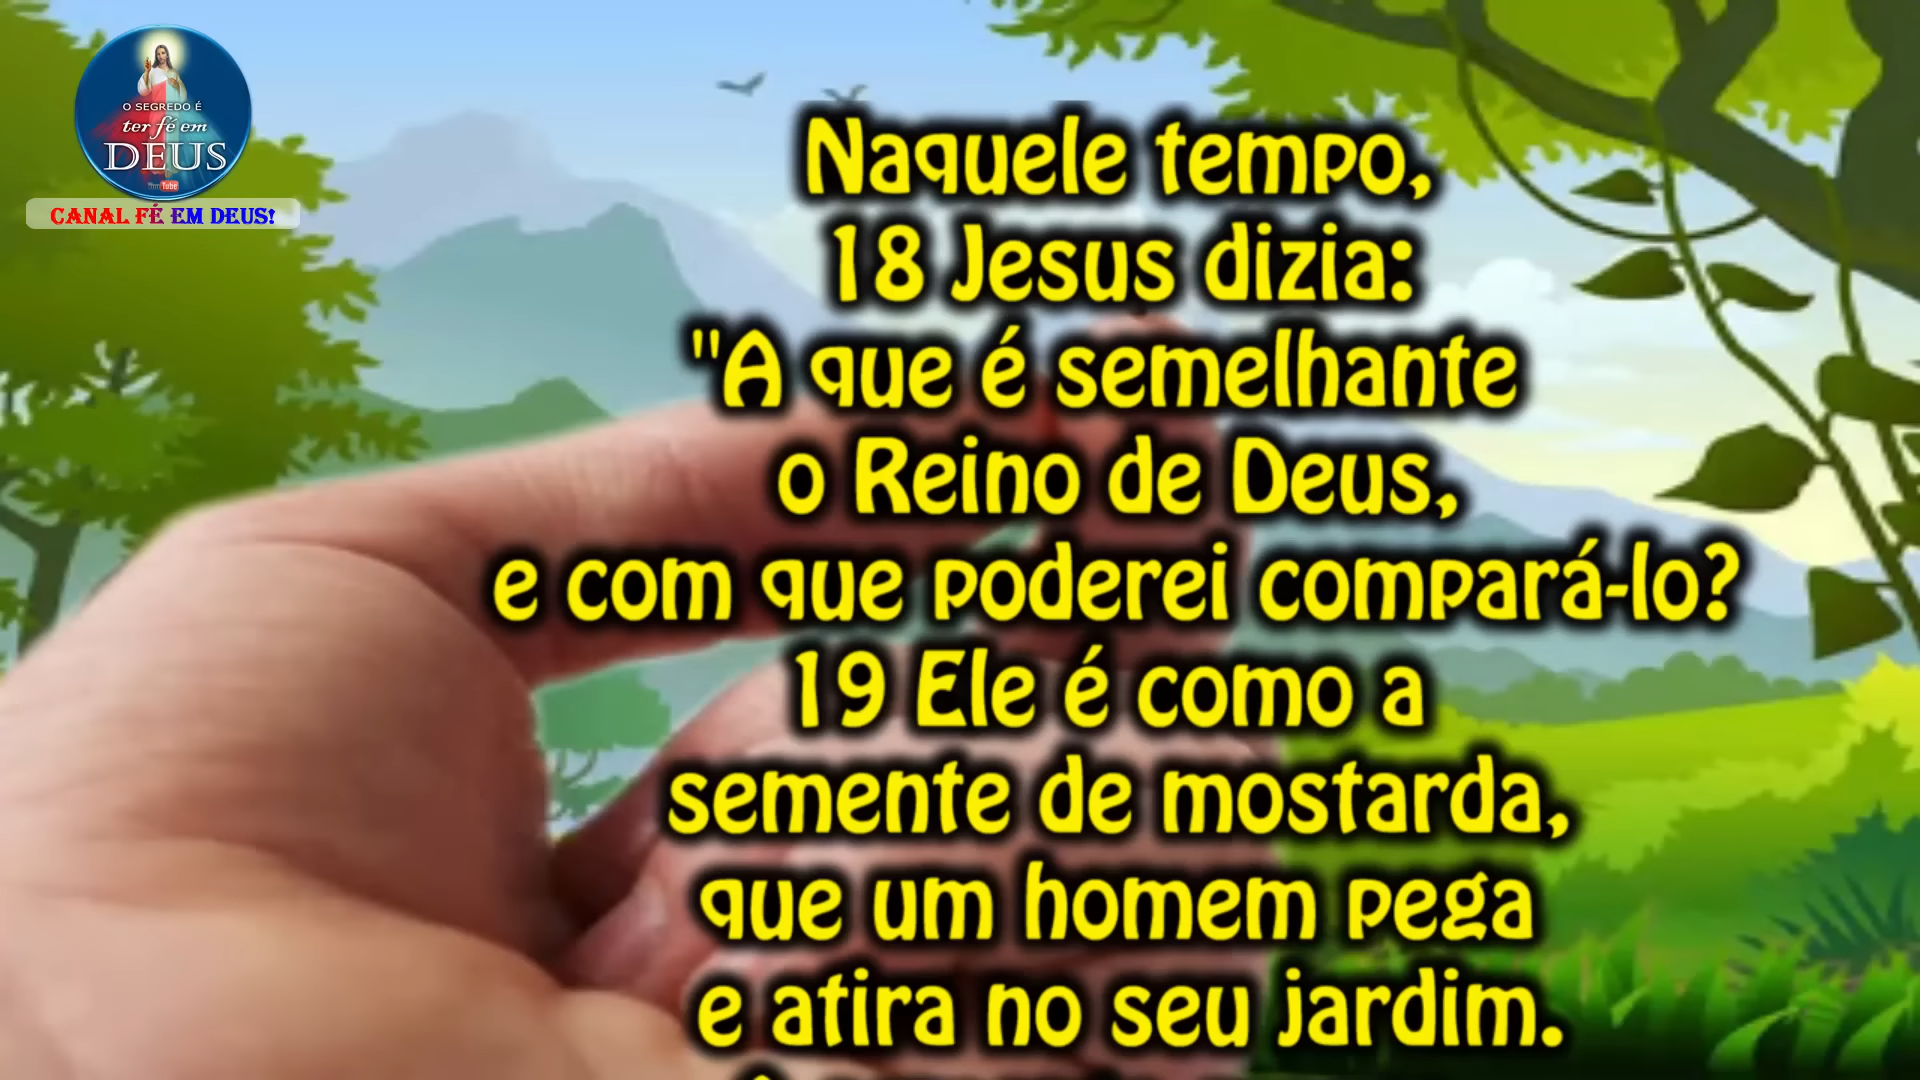 O SEGREDO É
ter fé em
DEUS
YouTube
CANAL FÉ EM DEUS!
Naquele tempo,
18 Jesus dizia:
"A que é semelhante
o Reino de Deus,
e com que poderei compará-lo?
19 Ele é como a
semente de mostarda,
que um homem pega
e atira no seu jardim.